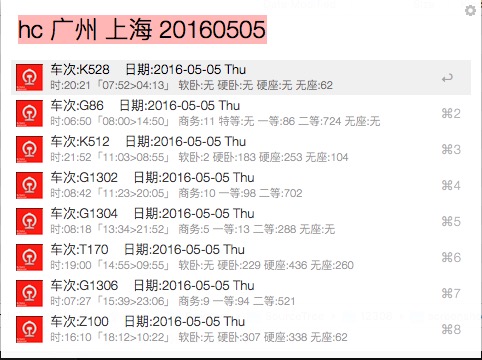 hc 广州 上海 20160505
车次:K528 日期:2016-05-05 Thu
时:20:21「07:52>04:13」 软卧:无 硬卧:无 硬座:无 无座:62
↩
车次:G86 日期:2016-05-05 Thu
时:06:50「08:00>14:50」 商务:11 特等:无 一等:86 二等:724 无座:无
⌘2
车次:K512 日期:2016-05-05 Thu
时:21:52「11:03>08:55」 软卧:2 硬卧:183 硬座:253 无座:104
⌘3
车次:G1302 日期:2016-05-05 Thu
时:08:42「11:23>20:05」 商务:10 一等:98 二等:702
⌘4
车次:G1304 日期:2016-05-05 Thu
时:08:18「13:34>21:52」 商务:5 一等:13 二等:288 无座:无
⌘5
车次:T170 日期:2016-05-05 Thu
时:19:00「14:55>09:55」 软卧:无 硬卧:229 硬座:436 无座:260
⌘6
车次:G1306 日期:2016-05-05 Thu
时:07:27「15:39>23:06」 商务:9 一等:94 二等:521
⌘7
车次:Z100 日期:2016-05-05 Thu
时:16:10「18:12>10:22」 软卧:无 硬卧:307 硬座:338 无座:62
⌘8